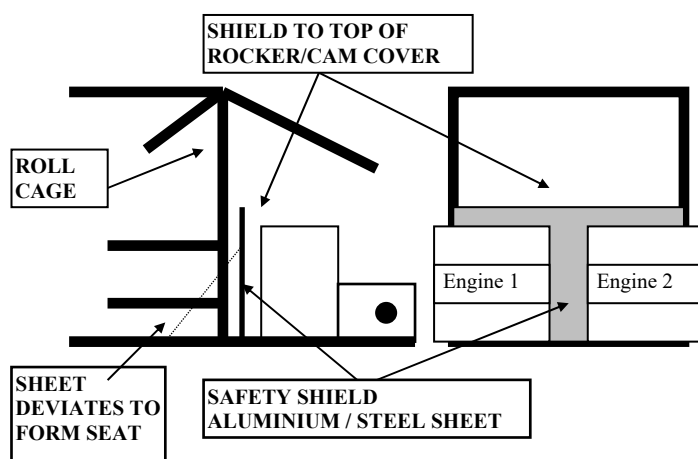 SHIELD TO TOP OF
ROCKER/CAM COVER
ROLL
CAGE
Engine 1
Engine 2
SHEET
DEVIATES TO
FORM SEAT
SAFETY SHIELD
ALUMINIUM / STEEL SHEET